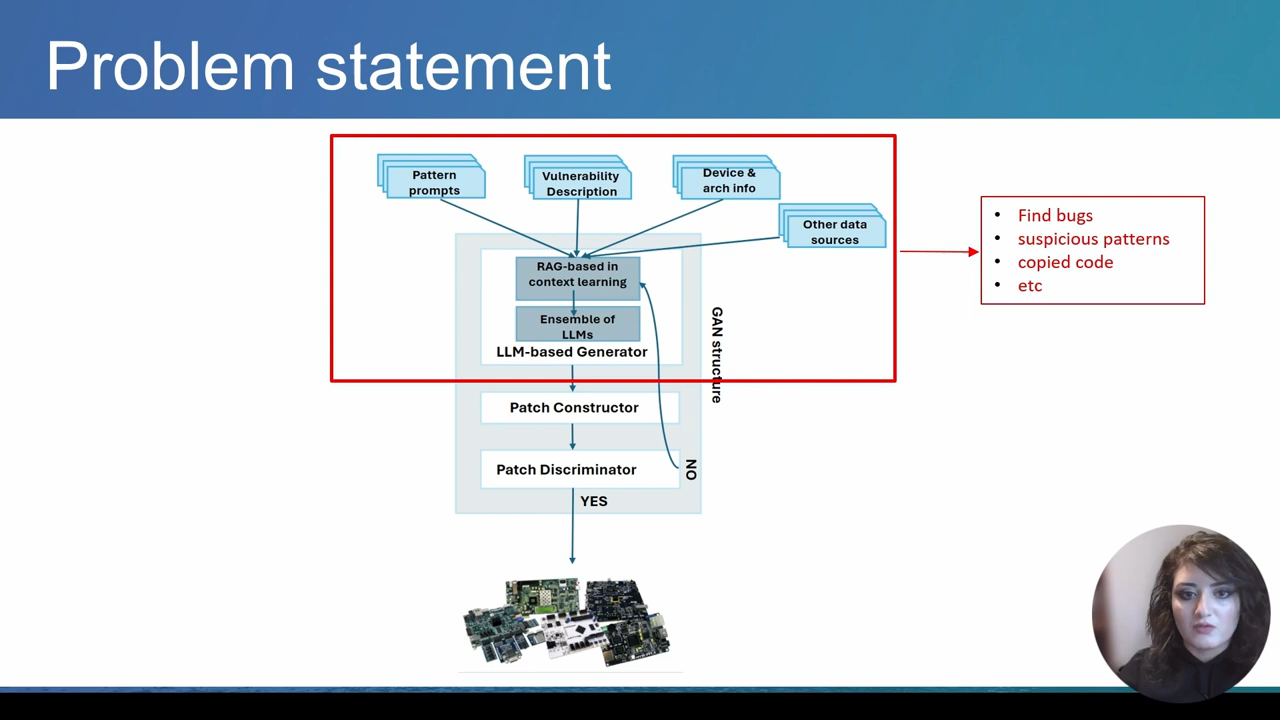 Problem statement
Pattern
prompts
Vulnerability
Description
Device &
arch info
Other data
sources
RAG-based in
context learning
Ensemble of
LLMs
LLM-based Generator
GAN structure
Patch Constructor
Patch Discriminator
NO
YES
• Find bugs
• suspicious patterns
• copied code
• etc